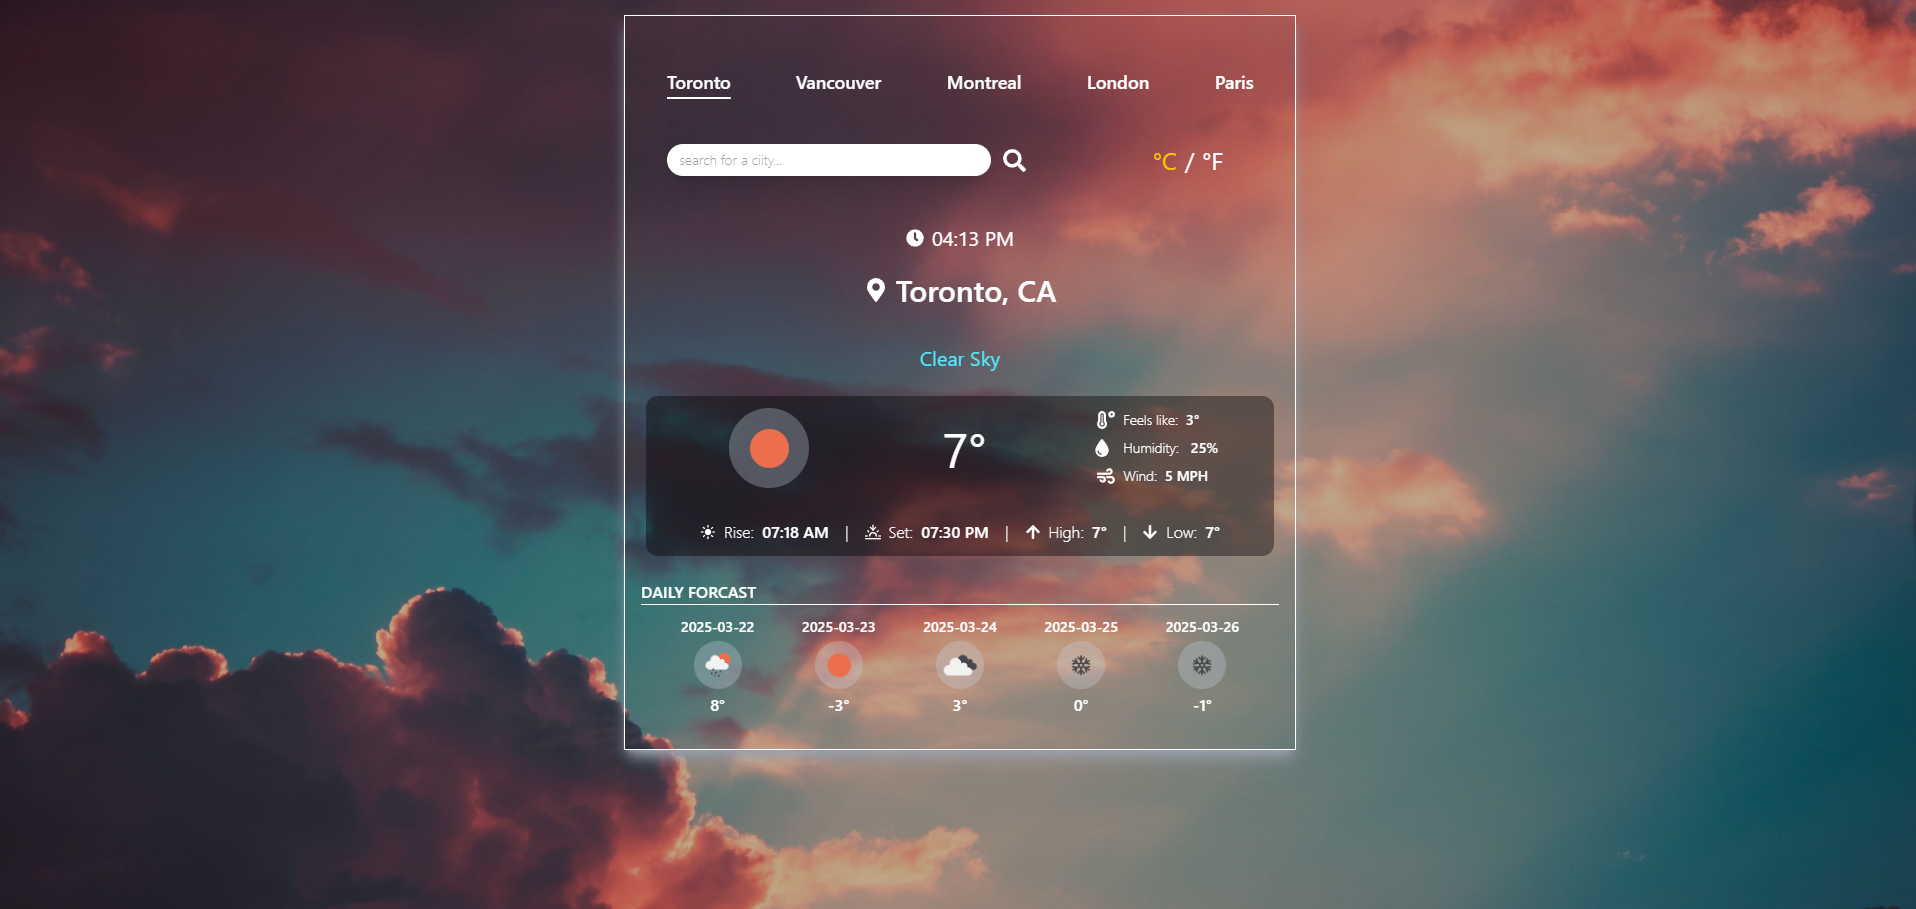 Toronto Vancouver Montreal London Paris
search for a ciity... °C / °F
04:13 PM
Toronto, CA
Clear Sky
7°
Feels like: 3°
Humidity: 25%
Wind: 5 MPH
Rise: 07:18 AM | Set: 07:30 PM | High: 7° | Low: 7°
DAILY FORCAST
2025-03-22 2025-03-23 2025-03-24 2025-03-25 2025-03-26
8° -3° 3° 0° -1°